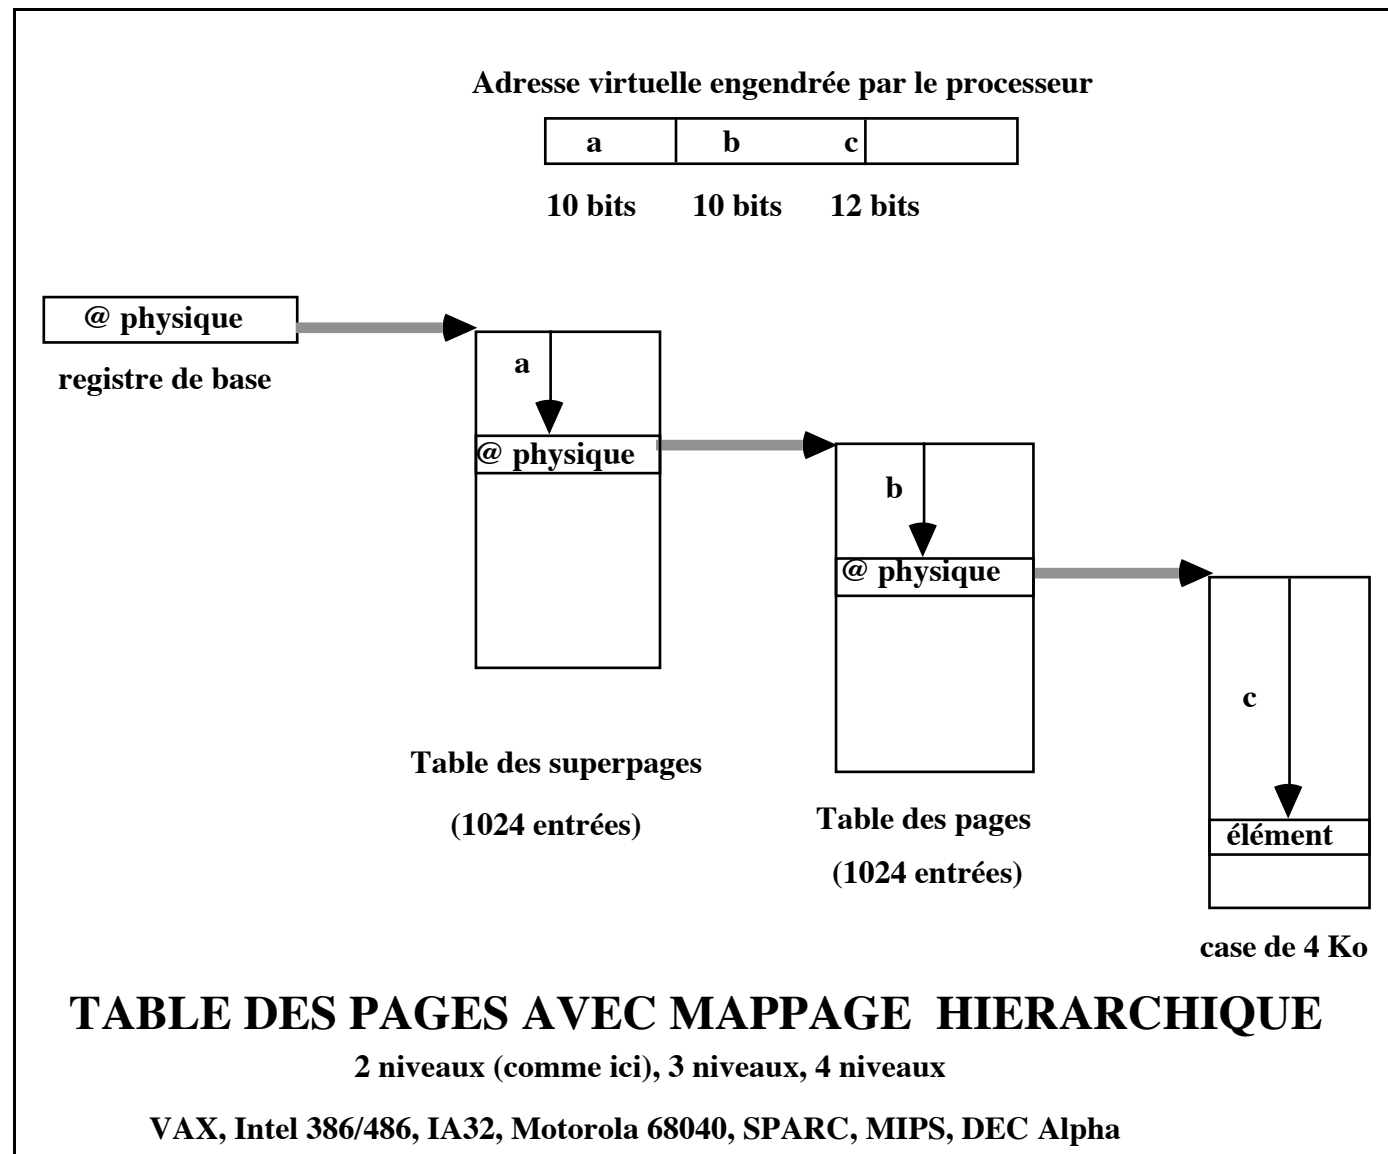 Adresse virtuelle engendrée par le processeur
a b c
10 bits 10 bits 12 bits
@ physique
registre de base
a
@ physique
b
@ physique
c
élément
Table des superpages
(1024 entrées)
Table des pages
(1024 entrées)
case de 4 Ko
TABLE DES PAGES AVEC MAPPAGE HIERARCHIQUE
2 niveaux (comme ici), 3 niveaux, 4 niveaux
VAX, Intel 386/486, IA32, Motorola 68040, SPARC, MIPS, DEC Alpha